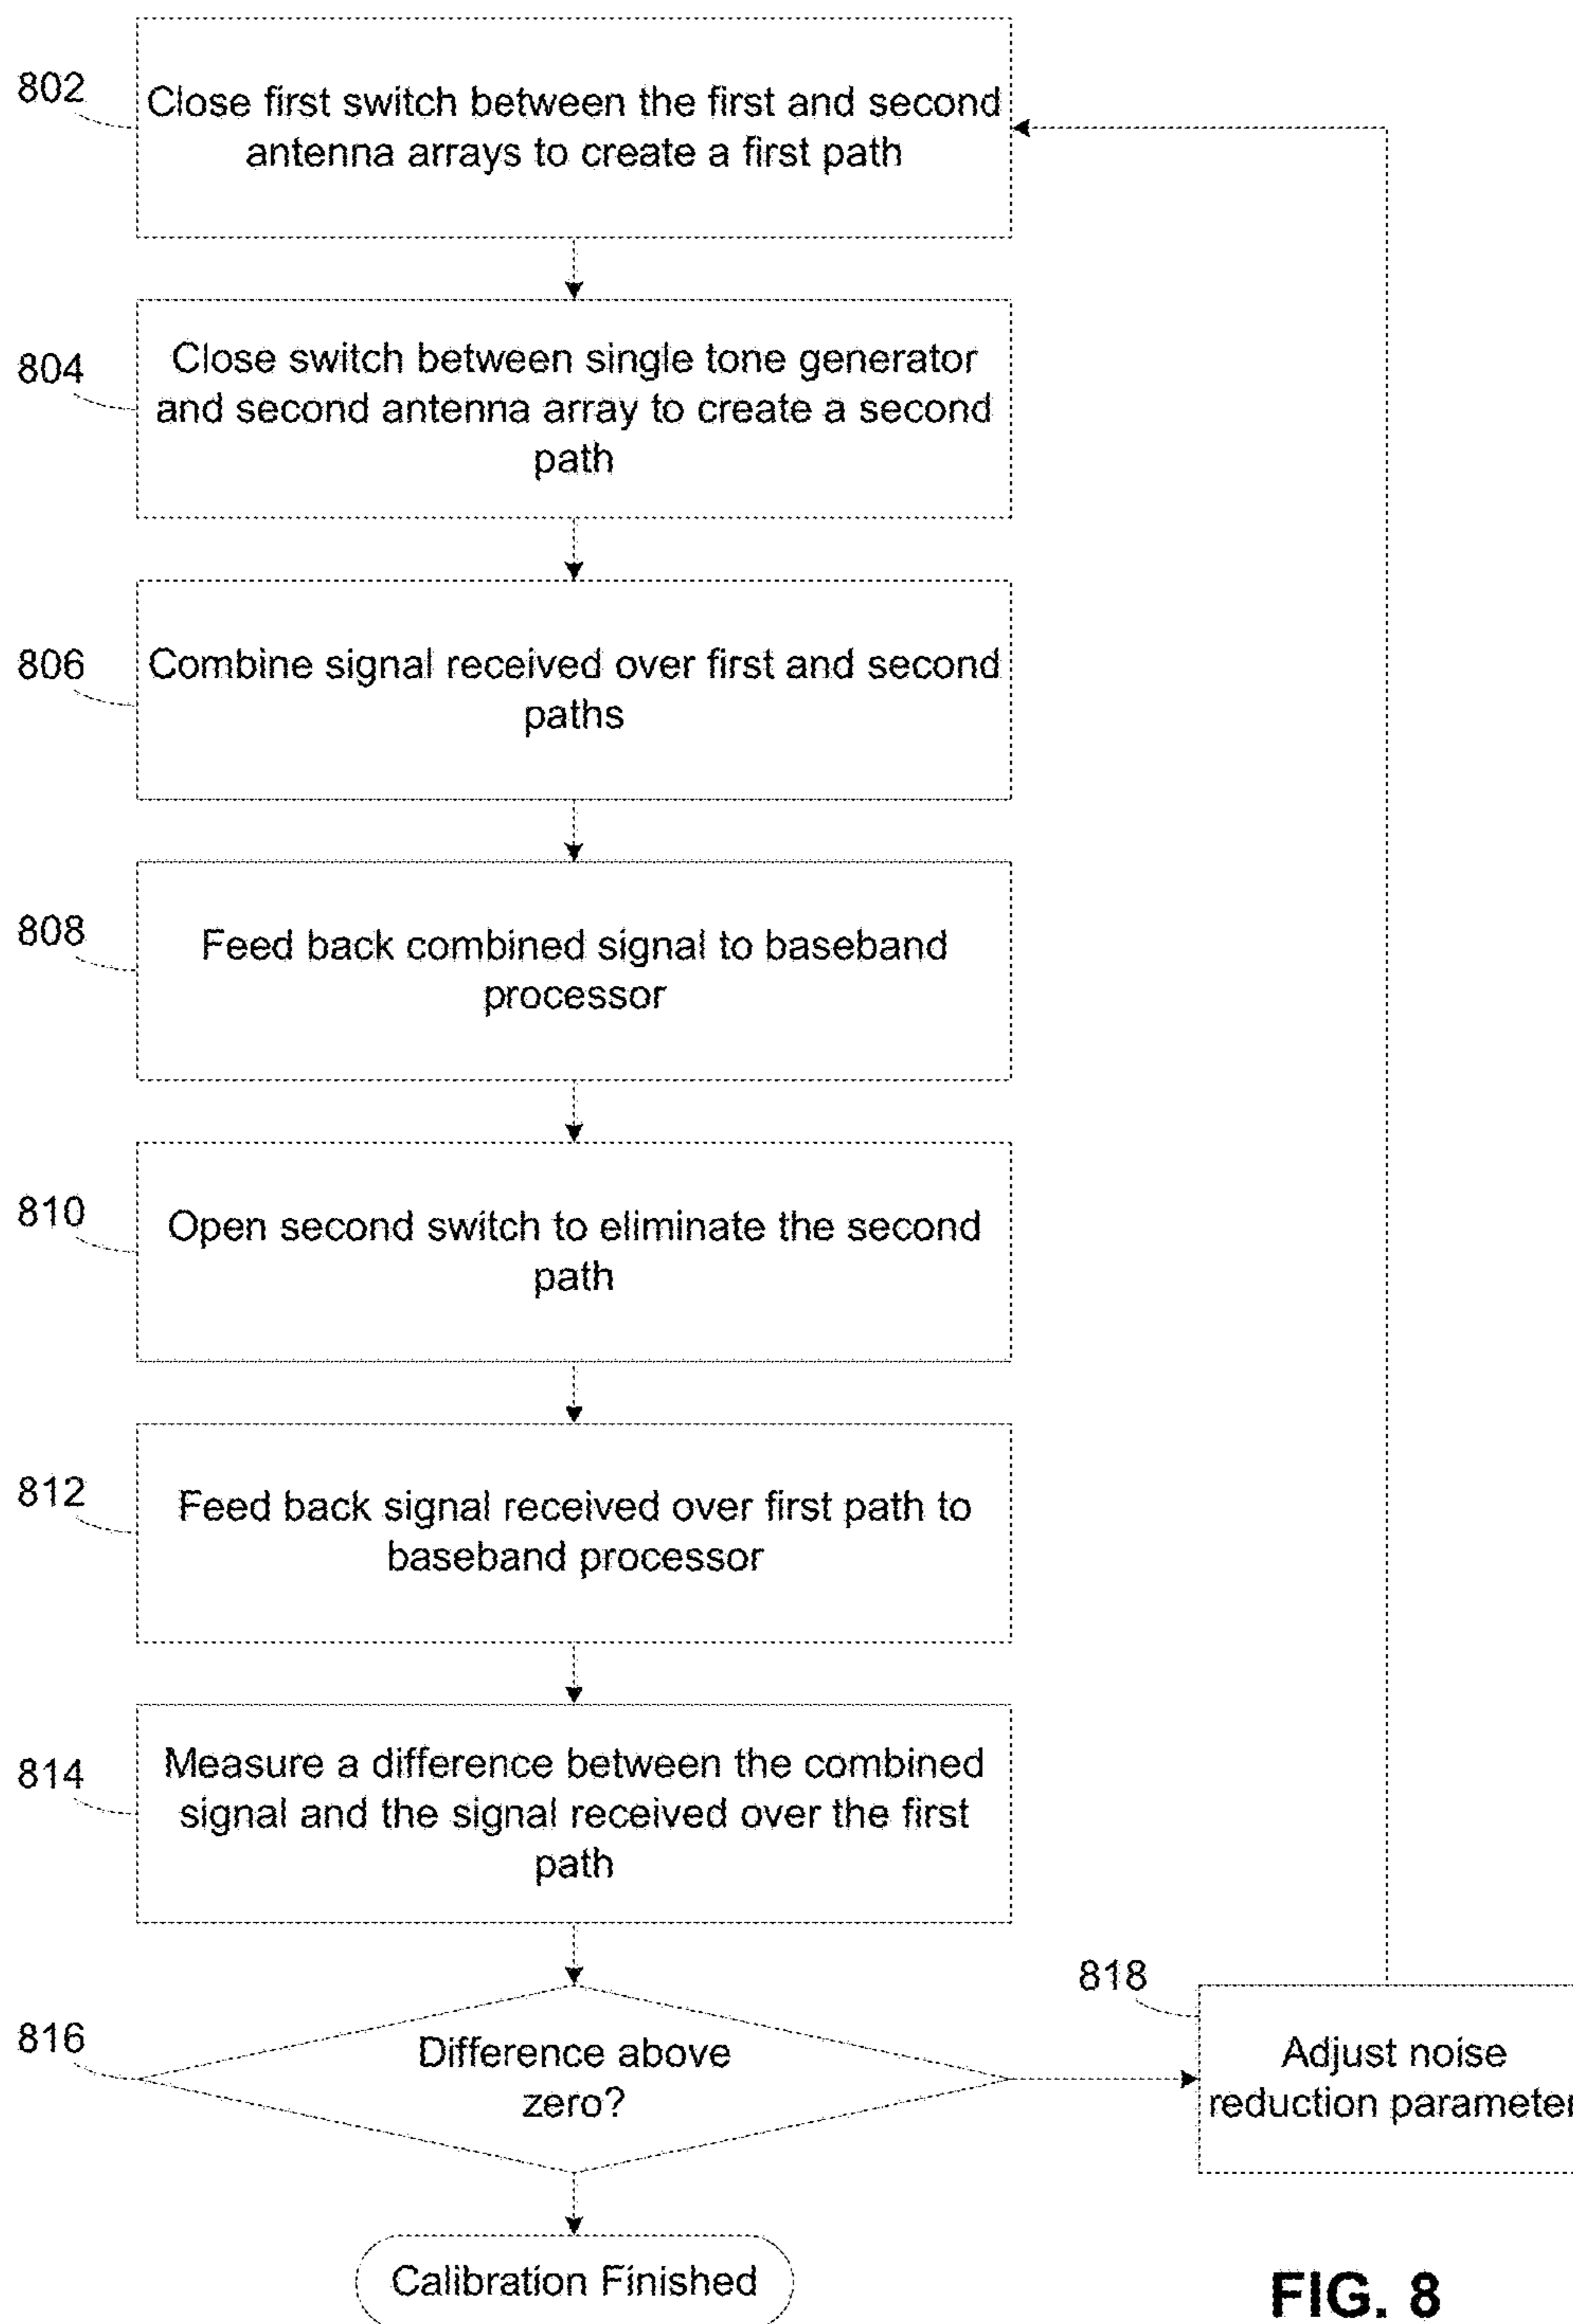 802
Close first switch between the first and second
antenna arrays to create a first path
804
Close switch between single tone generator
and second antenna array to create a second
path
806
Combine signal received over first and second
paths
808
Feed back combined signal to baseband
processor
810
Open second switch to eliminate the second
path
812
Feed back signal received over first path to
baseband processor
814
Measure a difference between the combined
signal and the signal received over the first
path
816
Difference above
zero?
818
Adjust noise
reduction parameter
Calibration Finished
FIG. 8